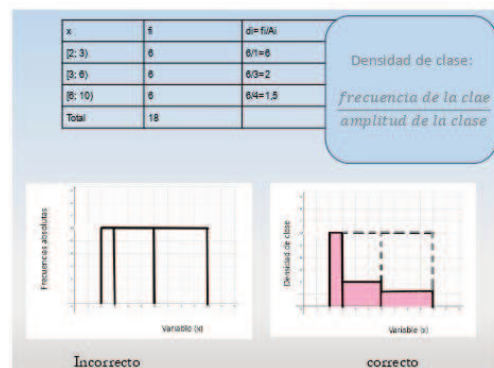 x fi di= fi/Ai
[2; 3) 6 6/1=6
[3; 6) 6 6/3=2
[6; 10) 6 6/4=1,5
Total 18
Densidad de clase:
frecuencia de la clae
amplitud de la clase
Frecuencias absolutas
Variable (x)
Densidad de clase
Variable (x)
Incorrecto
correcto